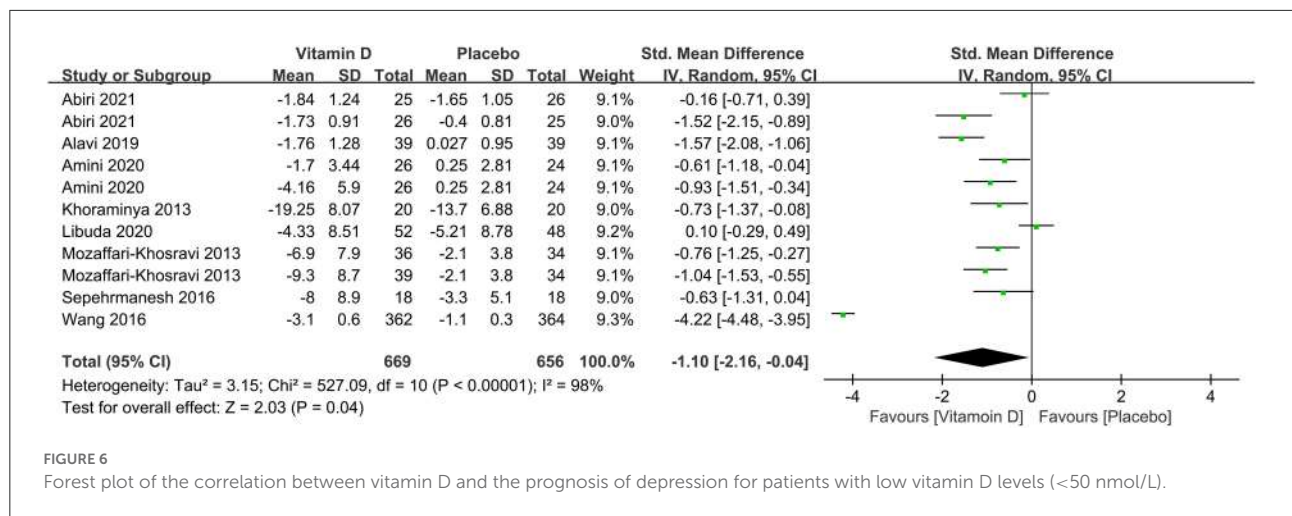 Vitamin D Placebo Std. Mean Difference Std. Mean Difference
Study or Subgroup Mean SD Total Mean SD Total Weight IV. Random, 95% CI IV. Random, 95% CI
Abiri 2021 -1.84 1.24 25 -1.65 1.05 26 9.1% -0.16 [-0.71, 0.39]
Abiri 2021 -1.73 0.91 26 -0.4 0.81 25 9.0% -1.52 [-2.15, -0.89]
Alavi 2019 -1.76 1.28 39 0.027 0.95 39 9.1% -1.57 [-2.08, -1.06]
Amini 2020 -1.7 3.44 26 0.25 2.81 24 9.1% -0.61 [-1.18, -0.04]
Amini 2020 -4.16 5.9 26 0.25 2.81 24 9.1% -0.93 [-1.51, -0.34]
Khoraminya 2013 -19.25 8.07 20 -13.7 6.88 20 9.0% -0.73 [-1.37, -0.08]
Libuda 2020 -4.33 8.51 52 -5.21 8.78 48 9.2% 0.10 [-0.29, 0.49]
Mozaffari-Khosravi 2013 -6.9 7.9 36 -2.1 3.8 34 9.1% -0.76 [-1.25, -0.27]
Mozaffari-Khosravi 2013 -9.3 8.7 39 -2.1 3.8 34 9.1% -1.04 [-1.53, -0.55]
Sepehrmanesh 2016 -8 8.9 18 -3.3 5.1 18 9.0% -0.63 [-1.31, 0.04]
Wang 2016 -3.1 0.6 362 -1.1 0.3 364 9.3% -4.22 [-4.48, -3.95]
Total (95% CI) 669 656 100.0% -1.10 [-2.16, -0.04]
Heterogeneity: Tau² = 3.15; Chi² = 527.09, df = 10 (P < 0.00001); I² = 98%
Test for overall effect: Z = 2.03 (P = 0.04)
-4 -2 0 2 4
Favours [Vitamoin D] Favours [Placebo]
FIGURE 6
Forest plot of the correlation between vitamin D and the prognosis of depression for patients with low vitamin D levels (<50 nmol/L).